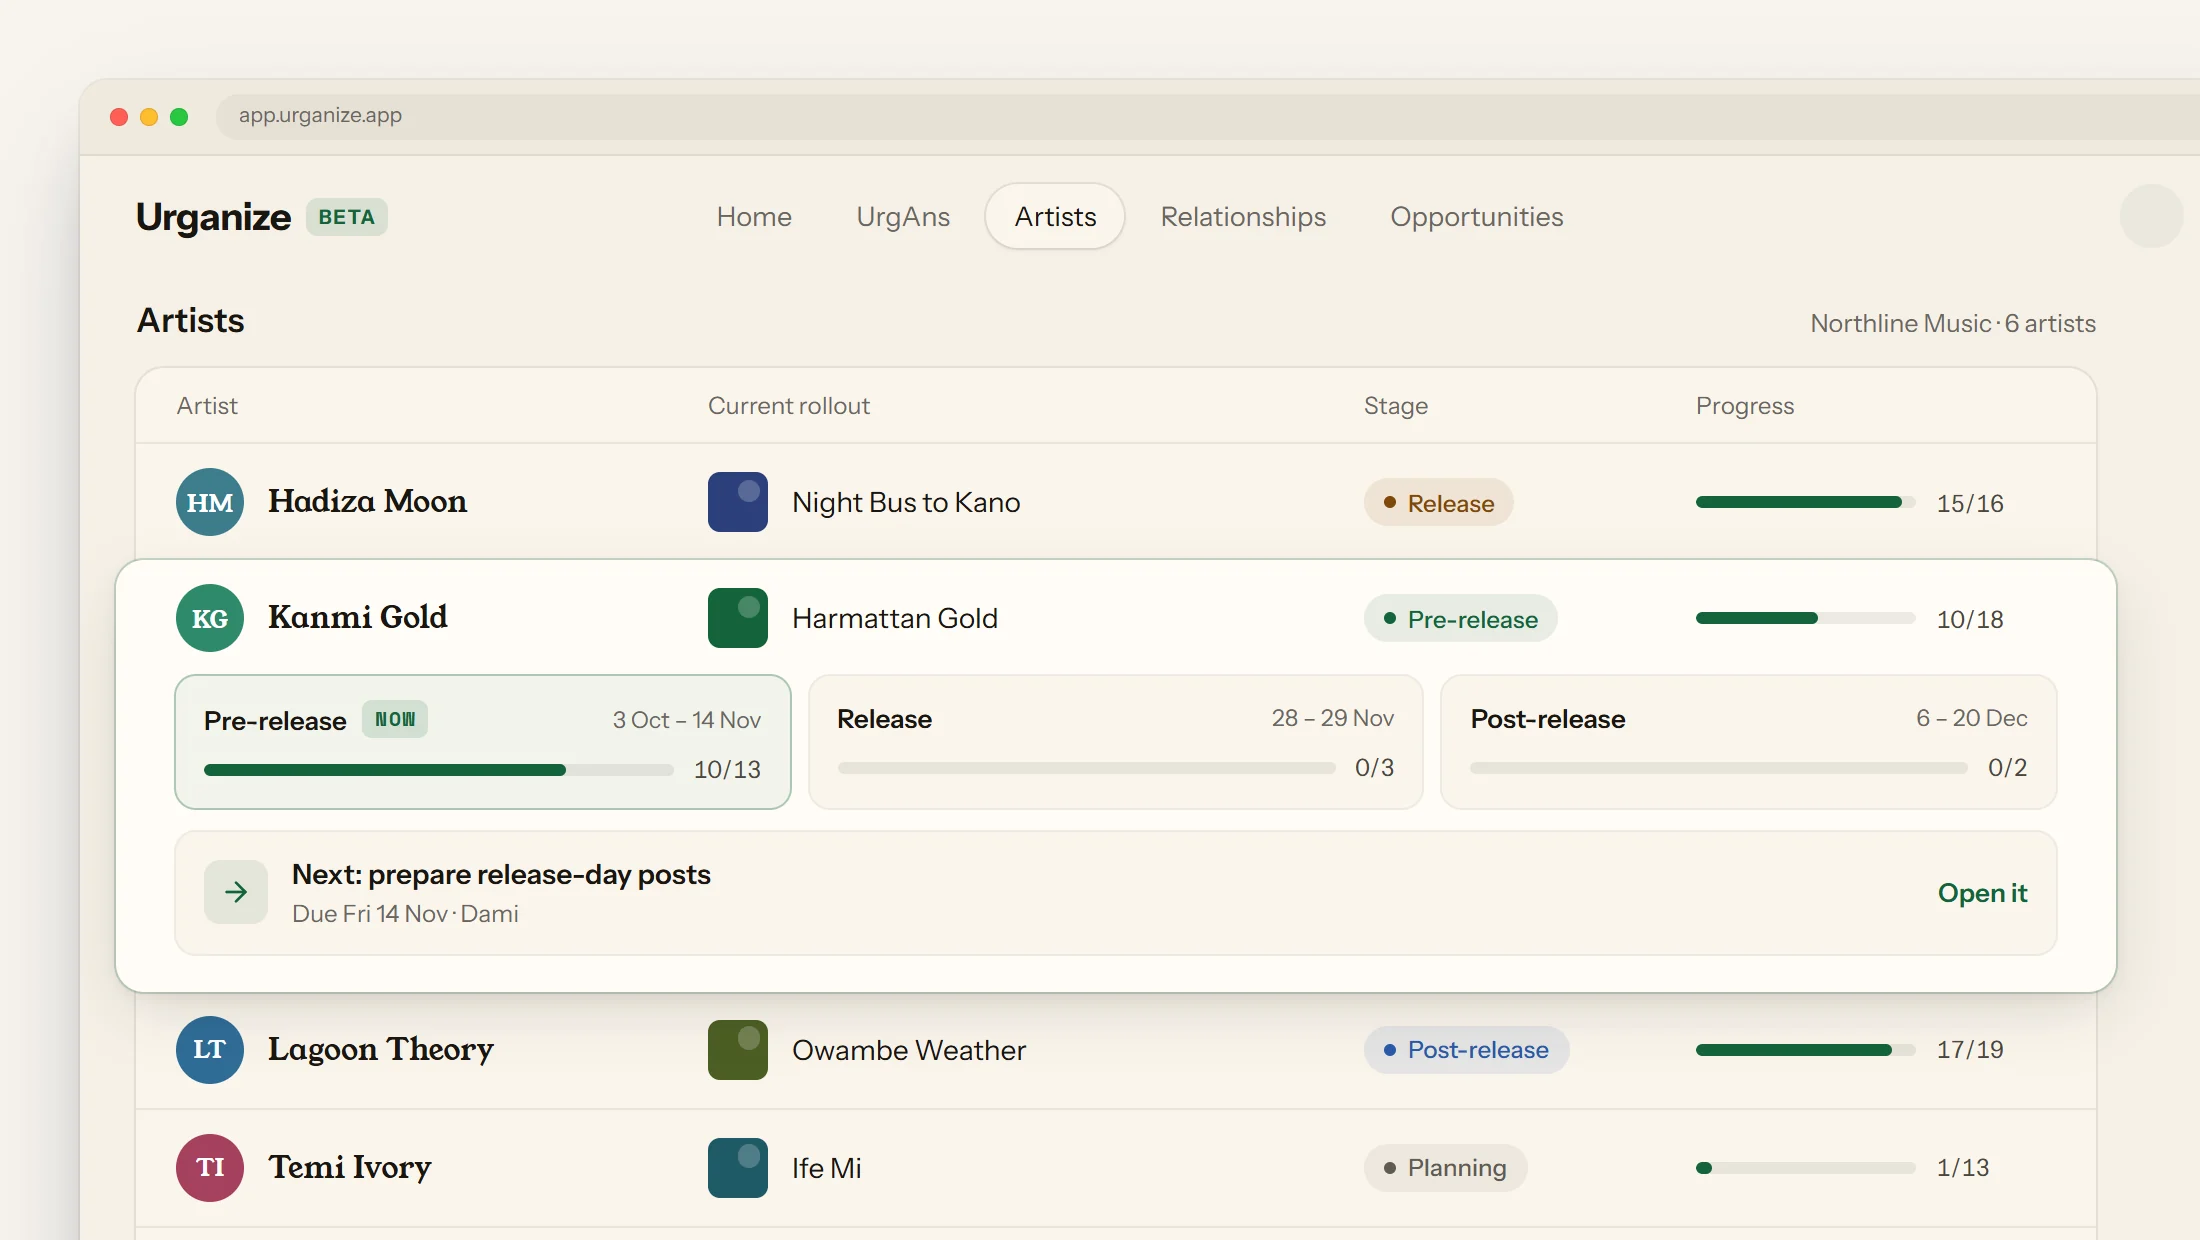 app.urganize.app
Urganize BETA Home UrgAns Artists Relationships Opportunities
Artists Northline Music · 6 artists
Artist Current rollout Stage Progress
HM Hadiza Moon Night Bus to Kano Release 15/16
KG Kanmi Gold Harmattan Gold Pre-release 10/18
Pre-release NOW 3 Oct – 14 Nov
10/13
Release 28 – 29 Nov
0/3
Post-release 6 – 20 Dec
0/2
Next: prepare release-day posts
Due Fri 14 Nov · Dami
Open it
LT Lagoon Theory Owambe Weather Post-release 17/19
TI Temi Ivory Ife Mi Planning 1/13